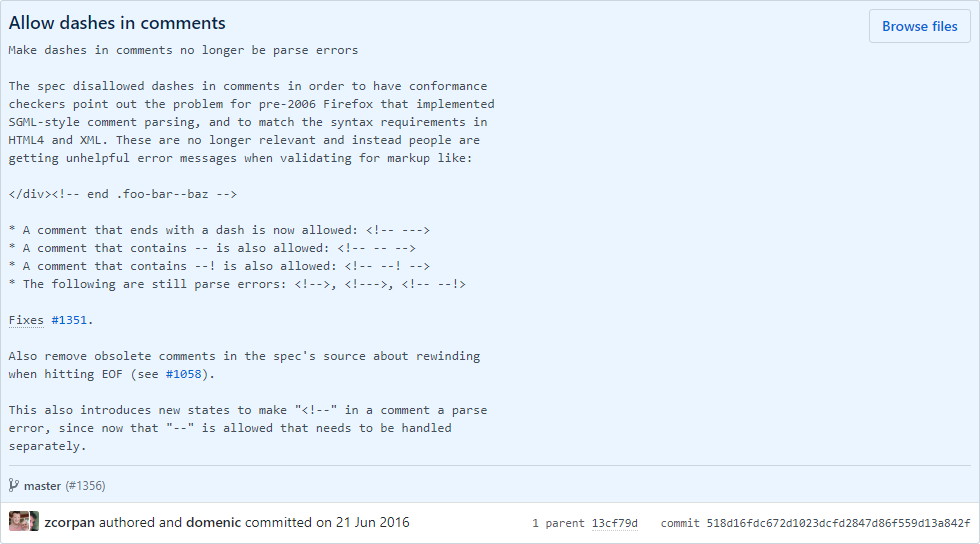 Allow dashes in comments
Browse files
Make dashes in comments no longer be parse errors
The spec disallowed dashes in comments in order to have conformance
checkers point out the problem for pre-2006 Firefox that implemented
SGML-style comment parsing, and to match the syntax requirements in
HTML4 and XML. These are no longer relevant and instead people are
getting unhelpful error messages when validating for markup like:
</div><!-- end .foo-bar--baz -->
* A comment that ends with a dash is now allowed: <!-- --->
* A comment that contains -- is also allowed: <!-- -- -->
* A comment that contains --! is also allowed: <!-- --! -->
* The following are still parse errors: <!-->, <!--->, <!-- --!>
Fixes #1351.
Also remove obsolete comments in the spec's source about rewinding
when hitting EOF (see #1058).
This also introduces new states to make "<!--" in a comment a parse
error, since now that "--" is allowed that needs to be handled
separately.
master (#1356)
zcorpan authored and domenic committed on 21 Jun 2016
1 parent 13cf79d commit 518d16fdc672d1023dcfd2847d86f559d13a842f